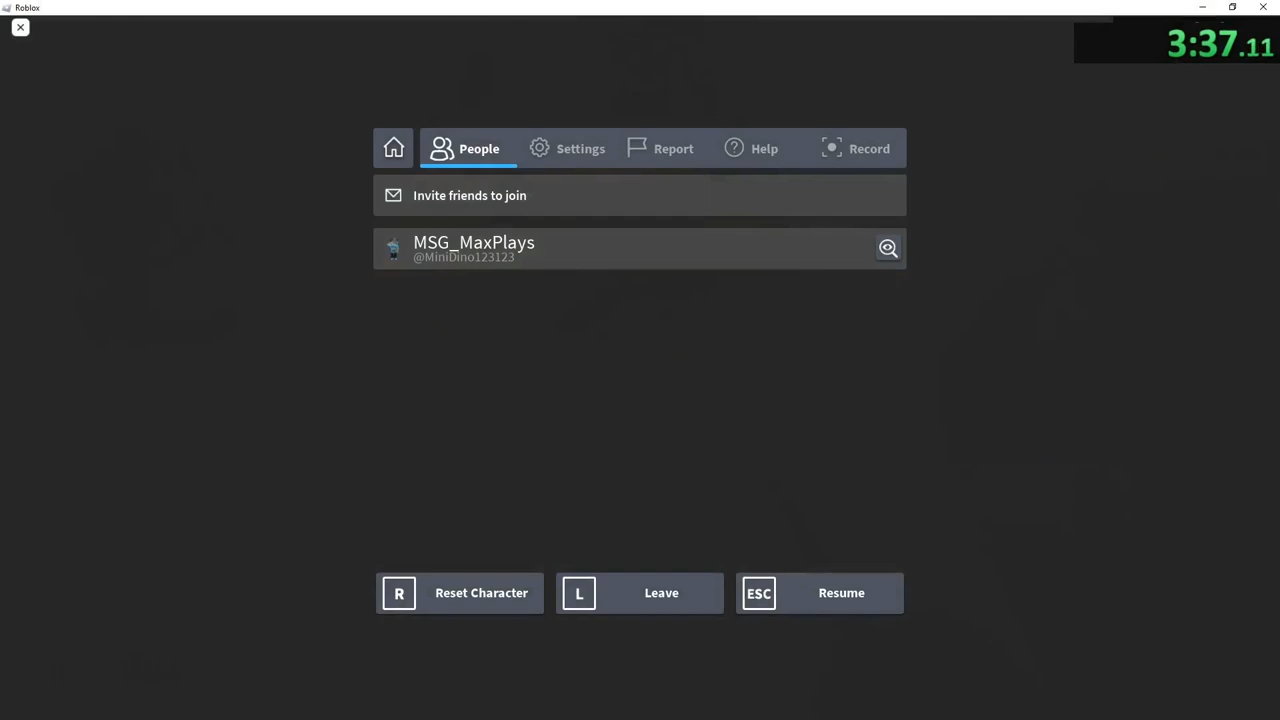 Roblox
3:37.11
People Settings Report Help Record
Invite friends to join
MSG_MaxPlays
@MiniDino123123
R Reset Character L Leave ESC Resume